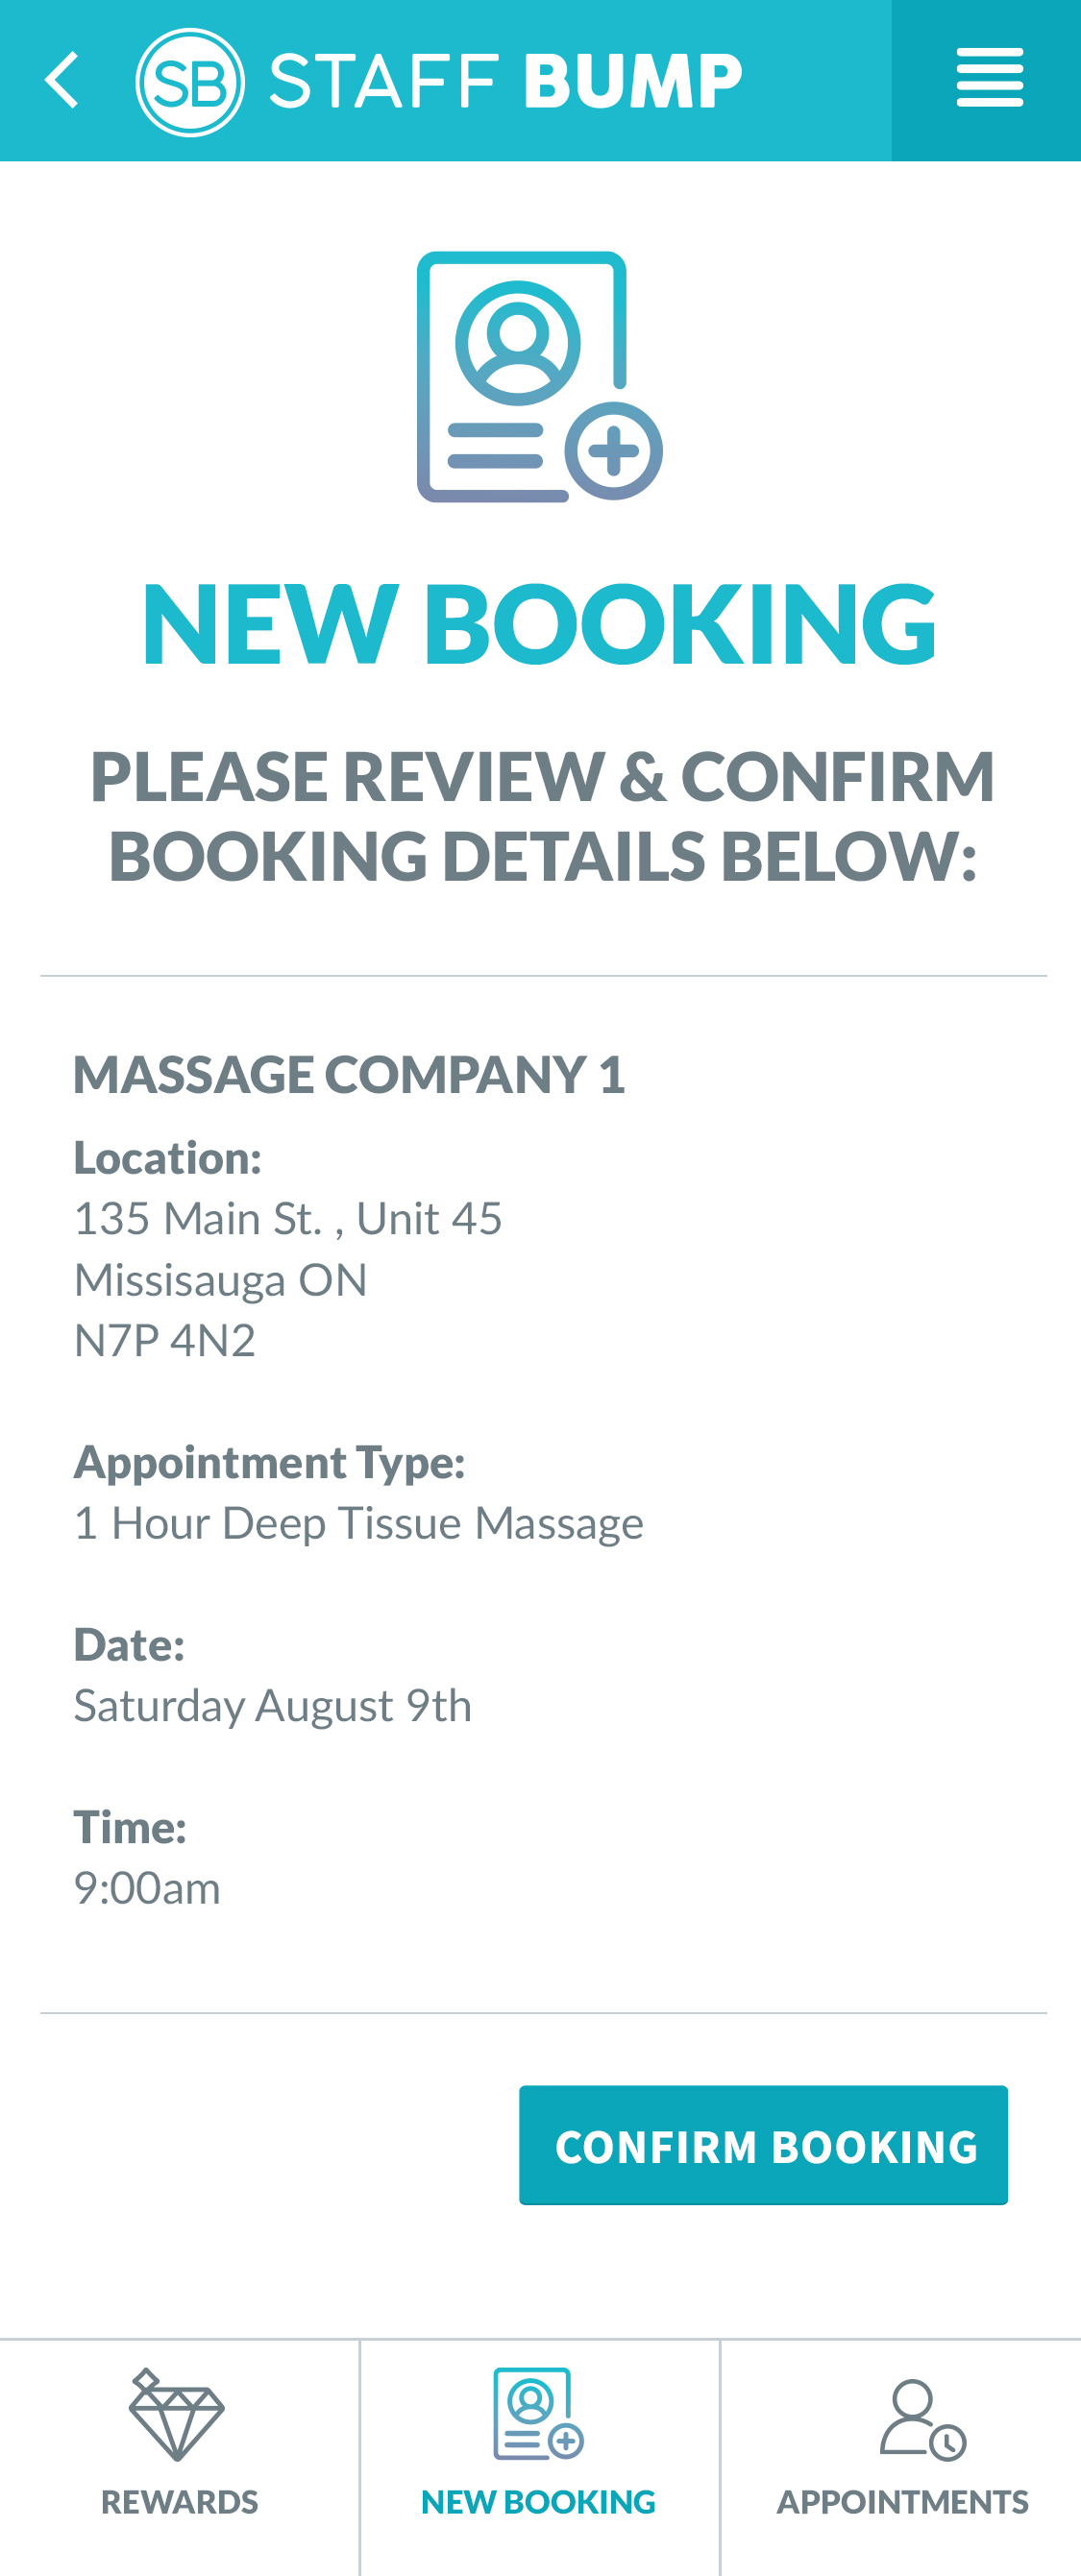 SB STAFF BUMP
NEW BOOKING
PLEASE REVIEW & CONFIRM
BOOKING DETAILS BELOW:
MASSAGE COMPANY 1
Location:
135 Main St. , Unit 45
Missisauga ON
N7P 4N2
Appointment Type:
1 Hour Deep Tissue Massage
Date:
Saturday August 9th
Time:
9:00am
CONFIRM BOOKING
REWARDS
NEW BOOKING
APPOINTMENTS